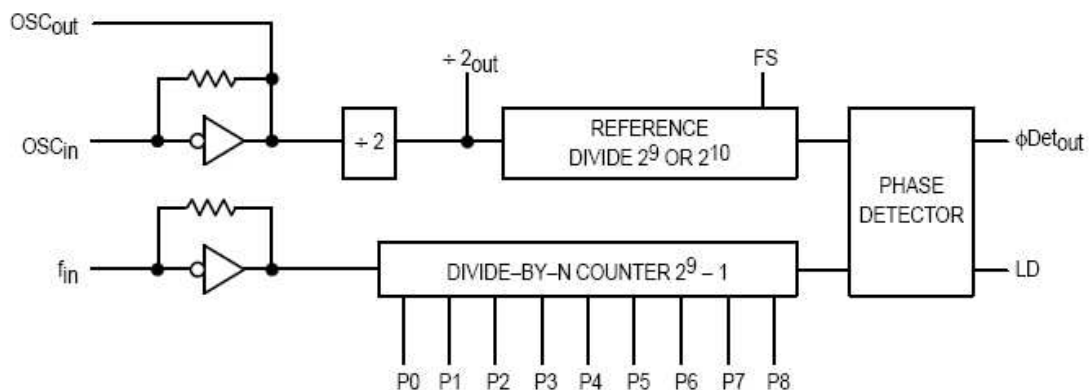 OSCout
÷ 2out
FS
OSCin
÷ 2
REFERENCE
DIVIDE 2⁹ OR 2¹⁰
ϕDetout
PHASE
DETECTOR
fin
DIVIDE–BY–N COUNTER 2⁹ – 1
LD
P0 P1 P2 P3 P4 P5 P6 P7 P8